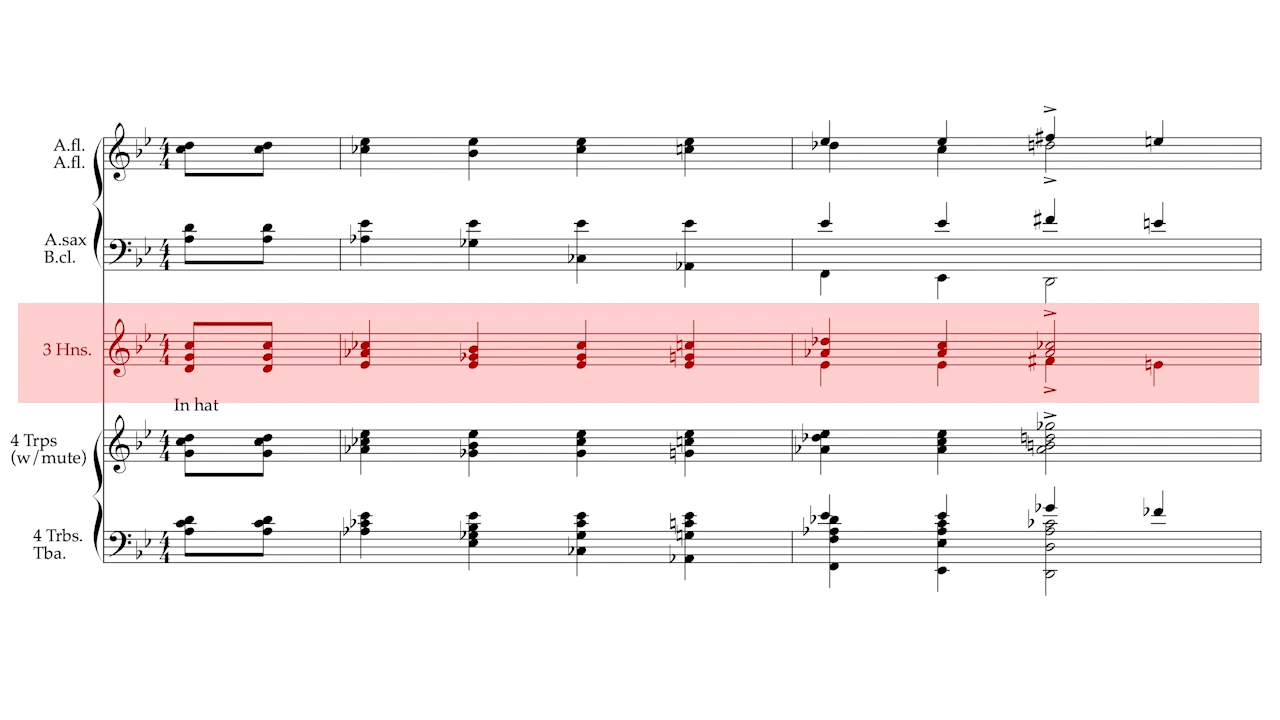 A.fl.
A.fl.
A.sax
B.cl.
3 Hns.
In hat
4 Trps
(w/mute)
4 Trbs.
Tba.